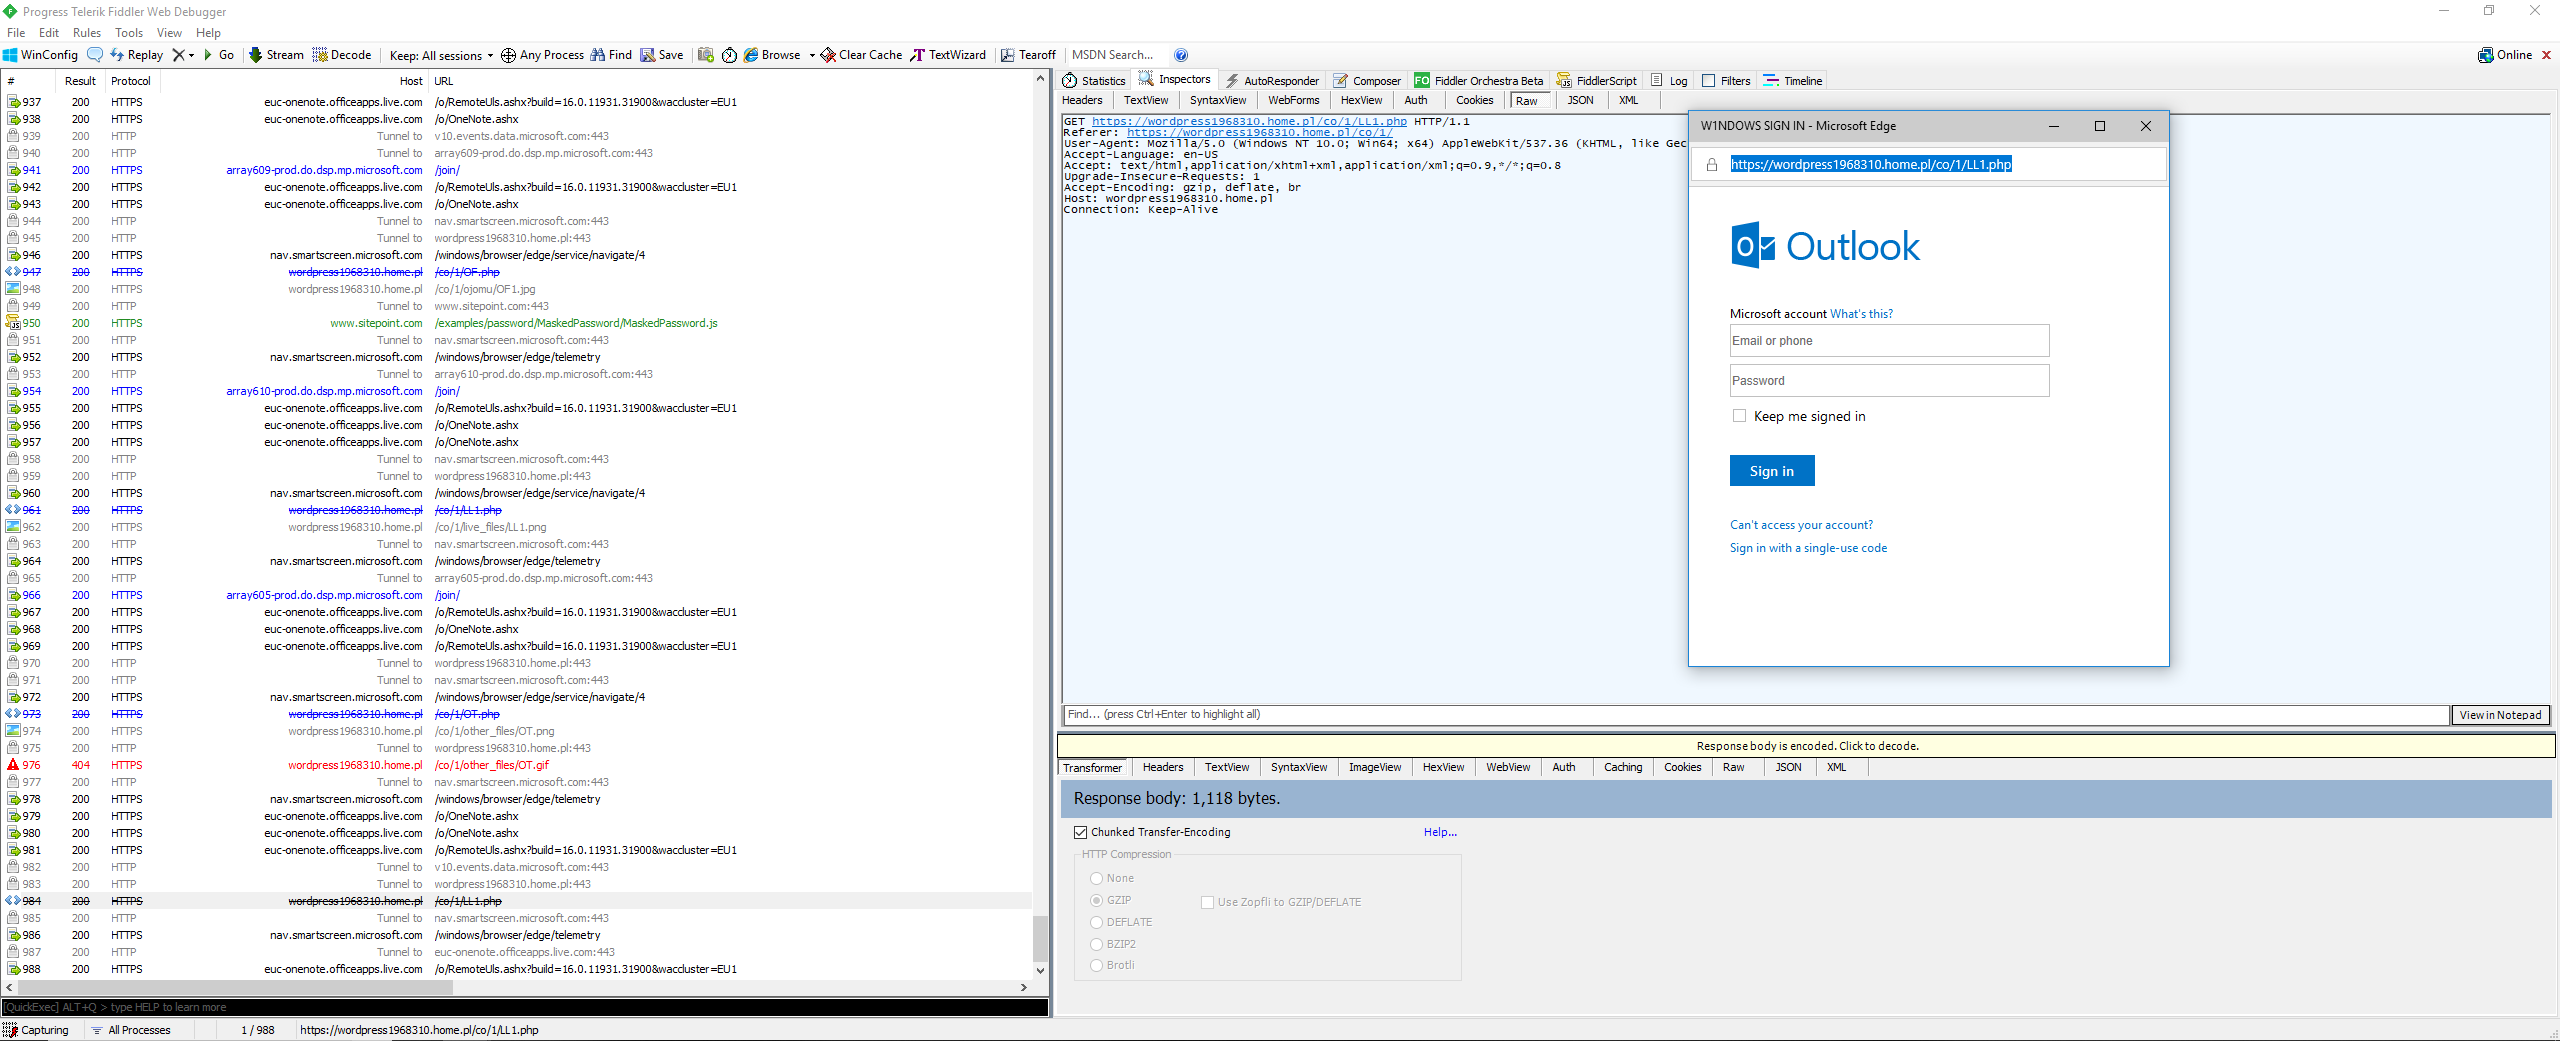 Progress Telerik Fiddler Web Debugger
File Edit Rules Tools View Help
WinConfig Replay Go Stream Decode Keep: All sessions Any Process Find Save Browse Clear Cache TextWizard Tearoff MSDN Search... Online
# Result Protocol Host URL
937 200 HTTPS euc-onenote.officeapps.live.com /o/RemoteUls.ashx?build=16.0.11931.31900&waccluster=EU1
938 200 HTTPS euc-onenote.officeapps.live.com /o/OneNote.ashx
939 200 HTTP Tunnel to v10.events.data.microsoft.com:443
940 200 HTTP Tunnel to array609-prod.do.dsp.mp.microsoft.com:443
941 200 HTTPS array609-prod.do.dsp.mp.microsoft.com /join/
942 200 HTTPS euc-onenote.officeapps.live.com /o/RemoteUls.ashx?build=16.0.11931.31900&waccluster=EU1
943 200 HTTPS euc-onenote.officeapps.live.com /o/OneNote.ashx
944 200 HTTP Tunnel to nav.smartscreen.microsoft.com:443
945 200 HTTP Tunnel to wordpress1968310.home.pl:443
946 200 HTTPS nav.smartscreen.microsoft.com /windows/browser/edge/service/navigate/4
947 200 HTTPS wordpress1968310.home.pl /co/1/OF.php
948 200 HTTPS wordpress1968310.home.pl /co/1/ojomu/OF1.jpg
949 200 HTTP Tunnel to www.sitepoint.com:443
950 200 HTTPS www.sitepoint.com /examples/password/MaskedPassword/MaskedPassword.js
951 200 HTTP Tunnel to nav.smartscreen.microsoft.com:443
952 200 HTTPS nav.smartscreen.microsoft.com /windows/browser/edge/telemetry
953 200 HTTP Tunnel to array610-prod.do.dsp.mp.microsoft.com:443
954 200 HTTPS array610-prod.do.dsp.mp.microsoft.com /join/
955 200 HTTPS euc-onenote.officeapps.live.com /o/RemoteUls.ashx?build=16.0.11931.31900&waccluster=EU1
956 200 HTTPS euc-onenote.officeapps.live.com /o/OneNote.ashx
957 200 HTTPS euc-onenote.officeapps.live.com /o/OneNote.ashx
958 200 HTTP Tunnel to nav.smartscreen.microsoft.com:443
959 200 HTTP Tunnel to wordpress1968310.home.pl:443
960 200 HTTPS nav.smartscreen.microsoft.com /windows/browser/edge/service/navigate/4
961 200 HTTPS wordpress1968310.home.pl /co/1/LL1.php
962 200 HTTPS wordpress1968310.home.pl /co/1/live_files/LL1.png
963 200 HTTP Tunnel to nav.smartscreen.microsoft.com:443
964 200 HTTPS nav.smartscreen.microsoft.com /windows/browser/edge/telemetry
965 200 HTTP Tunnel to array605-prod.do.dsp.mp.microsoft.com:443
966 200 HTTPS array605-prod.do.dsp.mp.microsoft.com /join/
967 200 HTTPS euc-onenote.officeapps.live.com /o/RemoteUls.ashx?build=16.0.11931.31900&waccluster=EU1
968 200 HTTPS euc-onenote.officeapps.live.com /o/OneNote.ashx
969 200 HTTPS euc-onenote.officeapps.live.com /o/RemoteUls.ashx?build=16.0.11931.31900&waccluster=EU1
970 200 HTTP Tunnel to wordpress1968310.home.pl:443
971 200 HTTP Tunnel to nav.smartscreen.microsoft.com:443
972 200 HTTPS nav.smartscreen.microsoft.com /windows/browser/edge/service/navigate/4
973 200 HTTPS wordpress1968310.home.pl /co/1/OT.php
974 200 HTTPS wordpress1968310.home.pl /co/1/other_files/OT.png
975 200 HTTP Tunnel to wordpress1968310.home.pl:443
976 404 HTTPS wordpress1968310.home.pl /co/1/other_files/OT.gif
977 200 HTTP Tunnel to nav.smartscreen.microsoft.com:443
978 200 HTTPS nav.smartscreen.microsoft.com /windows/browser/edge/telemetry
979 200 HTTPS euc-onenote.officeapps.live.com /o/OneNote.ashx
980 200 HTTPS euc-onenote.officeapps.live.com /o/OneNote.ashx
981 200 HTTPS euc-onenote.officeapps.live.com /o/RemoteUls.ashx?build=16.0.11931.31900&waccluster=EU1
982 200 HTTP Tunnel to v10.events.data.microsoft.com:443
983 200 HTTP Tunnel to wordpress1968310.home.pl:443
984 200 HTTPS wordpress1968310.home.pl /co/1/LL1.php
985 200 HTTP Tunnel to nav.smartscreen.microsoft.com:443
986 200 HTTPS nav.smartscreen.microsoft.com /windows/browser/edge/telemetry
987 200 HTTP Tunnel to euc-onenote.officeapps.live.com:443
988 200 HTTPS euc-onenote.officeapps.live.com /o/RemoteUls.ashx?build=16.0.11931.31900&waccluster=EU1
[QuickExec] ALT+Q > type HELP to learn more
Capturing All Processes 1 / 988 https://wordpress1968310.home.pl/co/1/LL1.php
Statistics Inspectors AutoResponder Composer FO Fiddler Orchestra Beta FiddlerScript Log Filters Timeline
Headers TextView SyntaxView WebForms HexView Auth Cookies Raw JSON XML
GET https://wordpress1968310.home.pl/co/1/LL1.php HTTP/1.1
Referer: https://wordpress1968310.home.pl/co/1/
User-Agent: Mozilla/5.0 (Windows NT 10.0; Win64; x64) AppleWebKit/537.36 (KHTML, like Gec
Accept-Language: en-US
Accept: text/html,application/xhtml+xml,application/xml;q=0.9,*/*;q=0.8
Upgrade-Insecure-Requests: 1
Accept-Encoding: gzip, deflate, br
Host: wordpress1968310.home.pl
Connection: Keep-Alive
W1NDOWS SIGN IN - Microsoft Edge
https://wordpress1968310.home.pl/co/1/LL1.php
Outlook
Microsoft account What's this?
Email or phone
Password
Keep me signed in
Sign in
Can't access your account?
Sign in with a single-use code
Find... (press Ctrl+Enter to highlight all) View in Notepad
Response body is encoded. Click to decode.
Transformer Headers TextView SyntaxView ImageView HexView WebView Auth Caching Cookies Raw JSON XML
Response body: 1,118 bytes.
Chunked Transfer-Encoding Help...
HTTP Compression
None
GZIP Use Zopfli to GZIP/DEFLATE
DEFLATE
BZIP2
Brotli